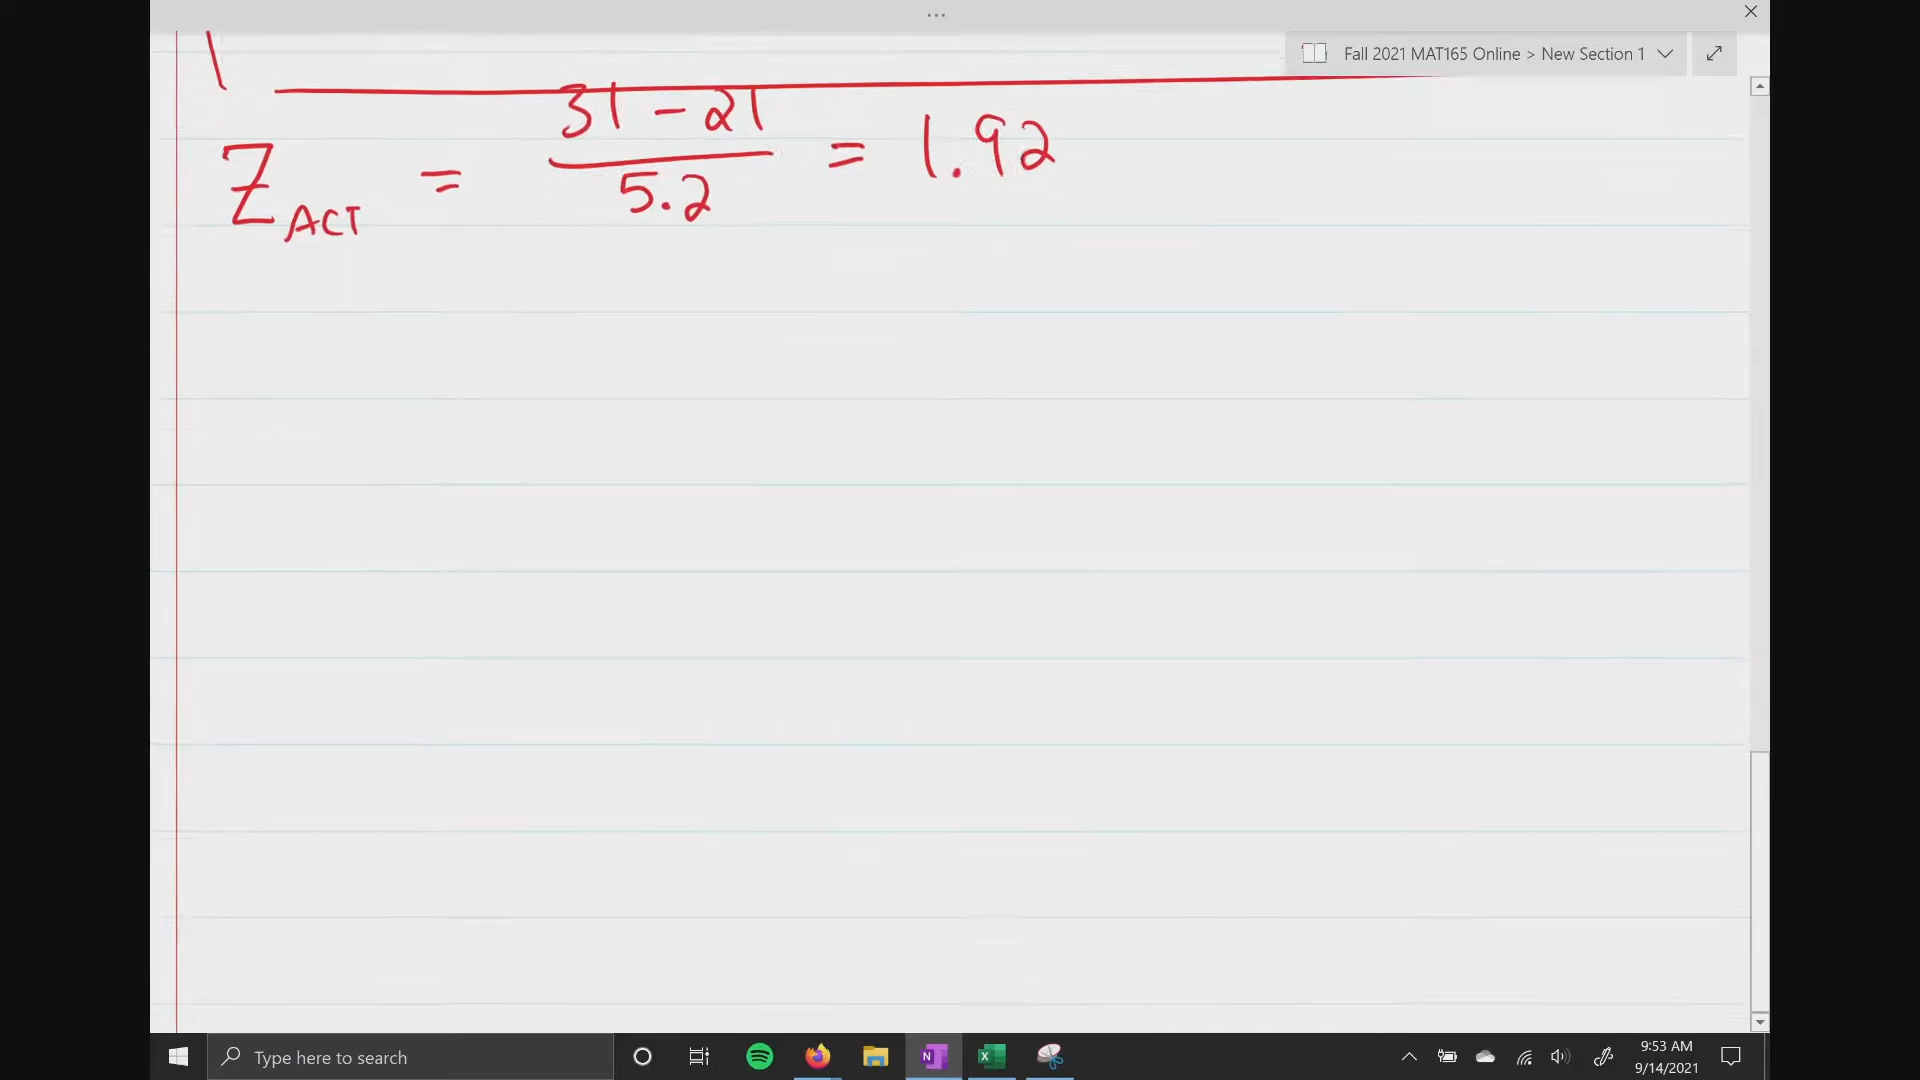 ...
Fall 2021 MAT165 Online > New Section 1
Z_ACT = (31 - 21) / 5.2 = 1.92
Type here to search
9:53 AM
9/14/2021